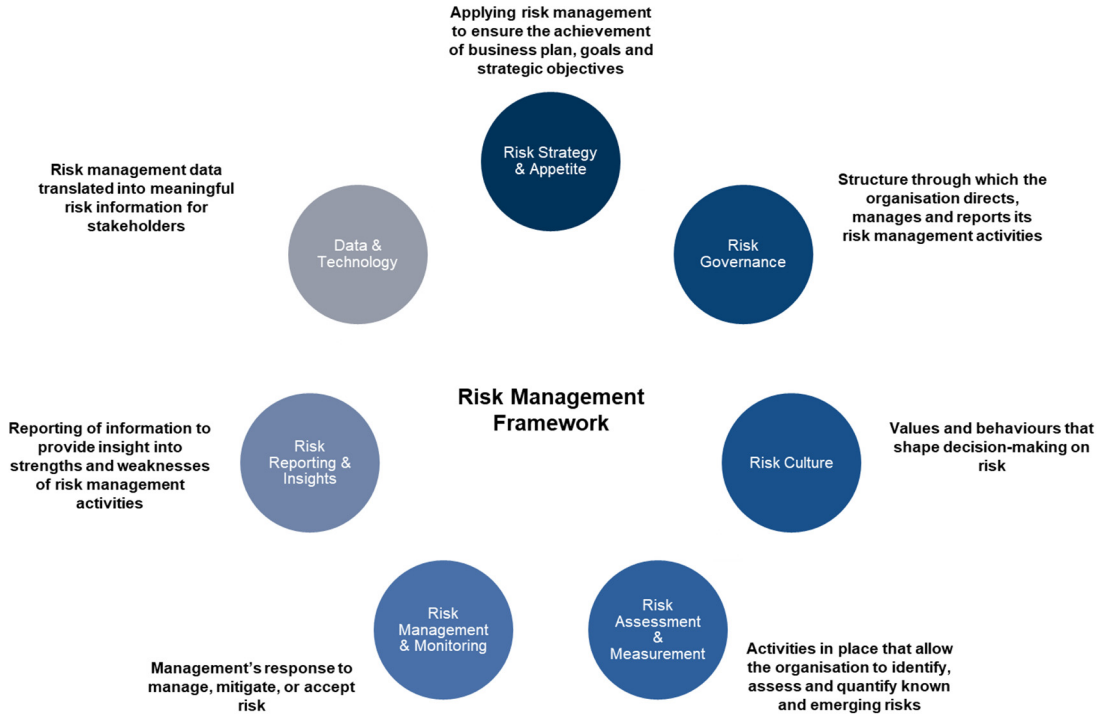 Applying risk management
to ensure the achievement
of business plan, goals and
strategic objectives
Risk Strategy
& Appetite
Structure through which the
organisation directs,
manages and reports its
risk management activities
Risk
Governance
Values and behaviours that
shape decision-making on
risk
Risk Culture
Risk
Assessment
&
Measurement
Activities in place that allow
the organisation to identify,
assess and quantify known
and emerging risks
Risk
Management
& Monitoring
Management’s response to
manage, mitigate, or accept
risk
Risk
Reporting &
Insights
Reporting of information to
provide insight into
strengths and weaknesses
of risk management
activities
Data &
Technology
Risk management data
translated into meaningful
risk information for
stakeholders
Risk Management
Framework